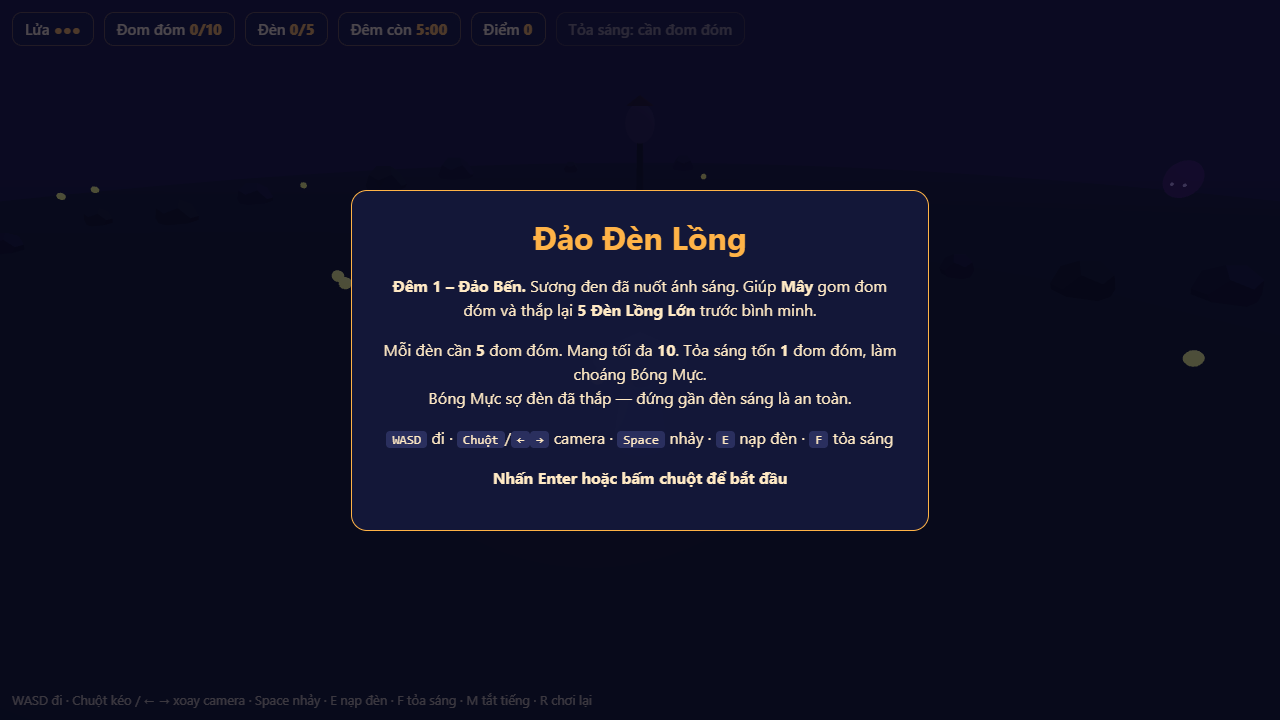 Lửa ●●●
Đom đóm 0/10
Đèn 0/5
Đêm còn 5:00
Điểm 0
Tỏa sáng: cần đom đóm
Đảo Đèn Lồng
Đêm 1 – Đảo Bến. Sương đen đã nuốt ánh sáng. Giúp Mây gom đom
đóm và thắp lại 5 Đèn Lồng Lớn trước bình minh.
Mỗi đèn cần 5 đom đóm. Mang tối đa 10. Tỏa sáng tốn 1 đom đóm, làm
choáng Bóng Mực.
Bóng Mực sợ đèn đã thắp — đứng gần đèn sáng là an toàn.
WASD đi · Chuột/← → camera · Space nhảy · E nạp đèn · F tỏa sáng
Nhấn Enter hoặc bấm chuột để bắt đầu
WASD đi · Chuột kéo / ← → xoay camera · Space nhảy · E nạp đèn · F tỏa sáng · M tắt tiếng · R chơi lại